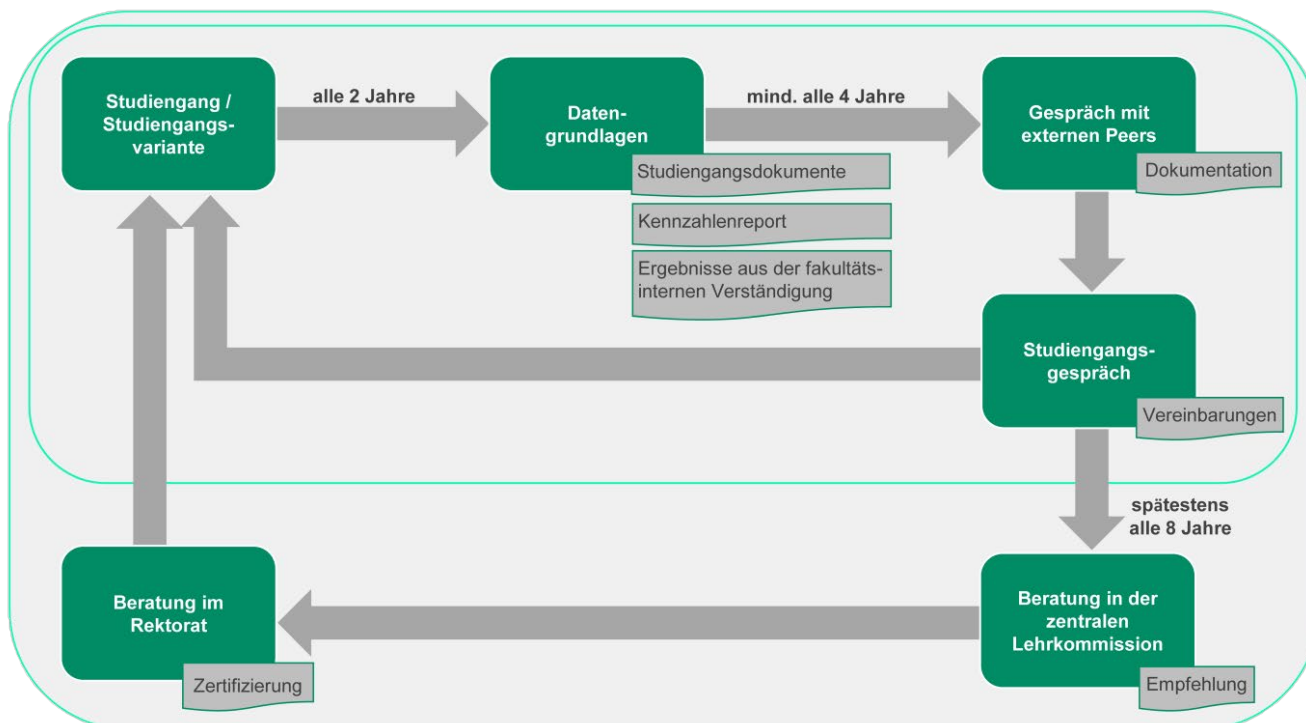 Studiengang /
Studiengangs-
variante
alle 2 Jahre
Daten-
grundlagen
Studiengangsdokumente
Kennzahlenreport
Ergebnisse aus der fakultäts-
internen Verständigung
mind. alle 4 Jahre
Gespräch mit
externen Peers
Dokumentation
Studiengangs-
gespräch
Vereinbarungen
spätestens
alle 8 Jahre
Beratung in der
zentralen
Lehrkommission
Empfehlung
Beratung im
Rektorat
Zertifizierung